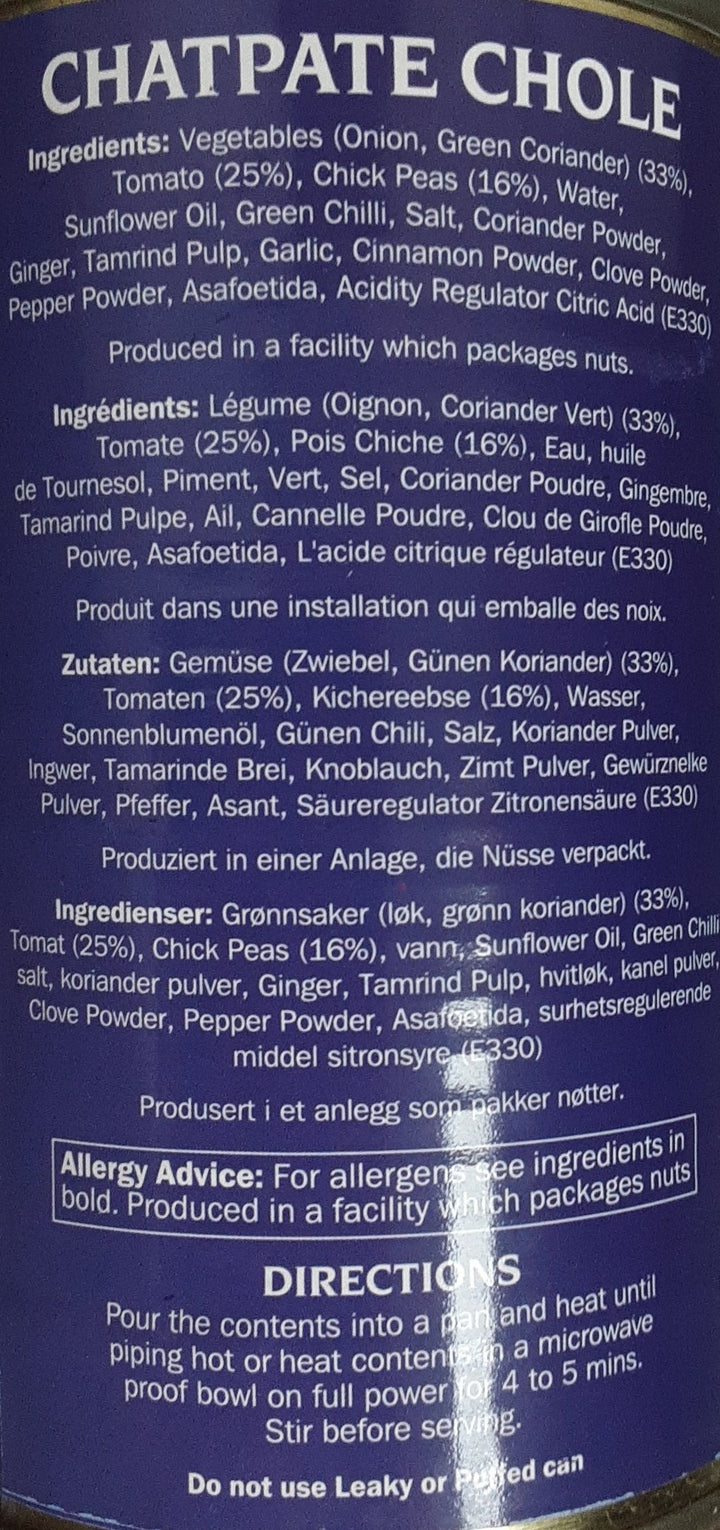 CHATPATE CHOLE
Ingredients: Vegetables (Onion, Green Coriander) (33%),
Tomato (25%), Chick Peas (16%), Water,
Sunflower Oil, Green Chilli, Salt, Coriander Powder,
Ginger, Tamrind Pulp, Garlic, Cinnamon Powder, Clove Powder,
Pepper Powder, Asafoetida, Acidity Regulator Citric Acid (E330)
Produced in a facility which packages nuts.
Ingrédients: Légume (Oignon, Coriander Vert) (33%),
Tomate (25%), Pois Chiche (16%), Eau, huile
de Tournesol, Piment, Vert, Sel, Coriander Poudre, Gingembre,
Tamarind Pulpe, Ail, Cannelle Poudre, Clou de Girofle Poudre,
Poivre, Asafoetida, L'acide citrique régulateur (E330)
Produit dans une installation qui emballe des noix.
Zutaten: Gemüse (Zwiebel, Günen Koriander) (33%),
Tomaten (25%), Kichereebse (16%), Wasser,
Sonnenblumenöl, Günen Chili, Salz, Koriander Pulver,
Ingwer, Tamarinde Brei, Knoblauch, Zimt Pulver, Gewürznelke
Pulver, Pfeffer, Asant, Säureregulator Zitronensäure (E330)
Produziert in einer Anlage, die Nüsse verpackt.
Ingredienser: Grønnsaker (løk, grønn koriander) (33%),
Tomat (25%), Chick Peas (16%), vann, Sunflower Oil, Green Chilli
salt, koriander pulver, Ginger, Tamrind Pulp, hvitløk, kanel pulver,
Clove Powder, Pepper Powder, Asafoetida, surhetsregulerende
middel sitronsyre (E330)
Produsert i et anlegg som pakker nøtter.
Allergy Advice: For allergens see ingredients in
bold. Produced in a facility which packages nuts
DIRECTIONS
Pour the contents into a pan and heat until
piping hot or heat contents in a microwave
proof bowl on full power for 4 to 5 mins.
Stir before serving.
Do not use Leaky or Puffed can